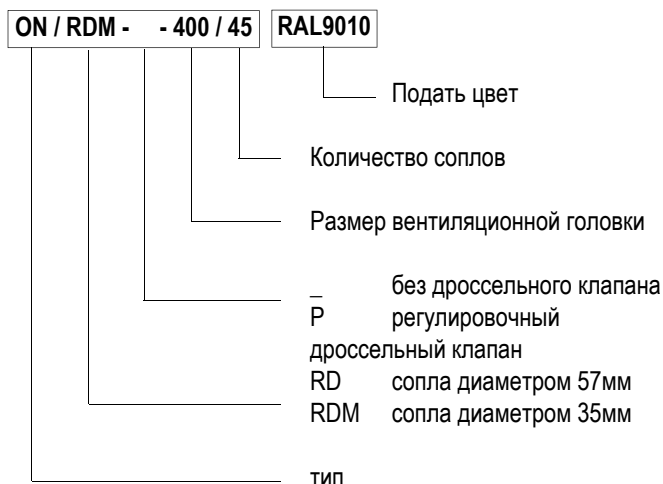 ON / RDM - - 400 / 45 RAL9010
Подать цвет
Количество соплов
Размер вентиляционной головки
_ без дроссельного клапана
P регулировочный
дроссельный клапан
RD сопла диаметром 57мм
RDM сопла диаметром 35мм
тип